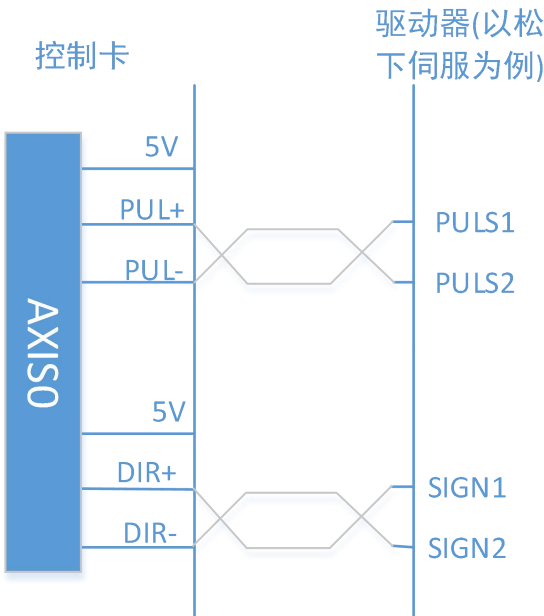 控制卡
驱动器(以松
下伺服为例)
5V
PUL+
PULS1
PUL-
PULS2
AXIS0
5V
DIR+
SIGN1
DIR-
SIGN2